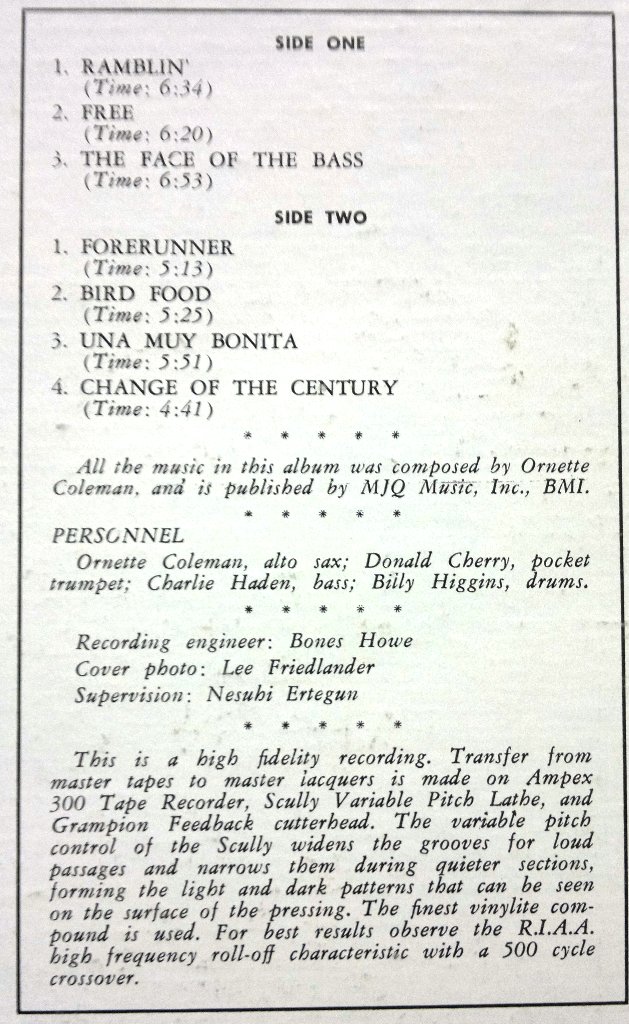 SIDE ONE
1. RAMBLIN'
(Time: 6:34)
2. FREE
(Time: 6:20)
3. THE FACE OF THE BASS
(Time: 6:53)
SIDE TWO
1. FORERUNNER
(Time: 5:13)
2. BIRD FOOD
(Time: 5:25)
3. UNA MUY BONITA
(Time: 5:51)
4. CHANGE OF THE CENTURY
(Time: 4:41)
* * * * *
All the music in this album was composed by Ornette
Coleman, and is published by MJQ Music, Inc., BMI.
* * * * *
PERSONNEL
Ornette Coleman, alto sax; Donald Cherry, pocket
trumpet; Charlie Haden, bass; Billy Higgins, drums.
* * * * *
Recording engineer: Bones Howe
Cover photo: Lee Friedlander
Supervision: Nesuhi Ertegun
* * * * *
This is a high fidelity recording. Transfer from
master tapes to master lacquers is made on Ampex
300 Tape Recorder, Scully Variable Pitch Lathe, and
Grampion Feedback cutterhead. The variable pitch
control of the Scully widens the grooves for loud
passages and narrows them during quieter sections,
forming the light and dark patterns that can be seen
on the surface of the pressing. The finest vinylite com-
pound is used. For best results observe the R.I.A.A.
high frequency roll-off characteristic with a 500 cycle
crossover.